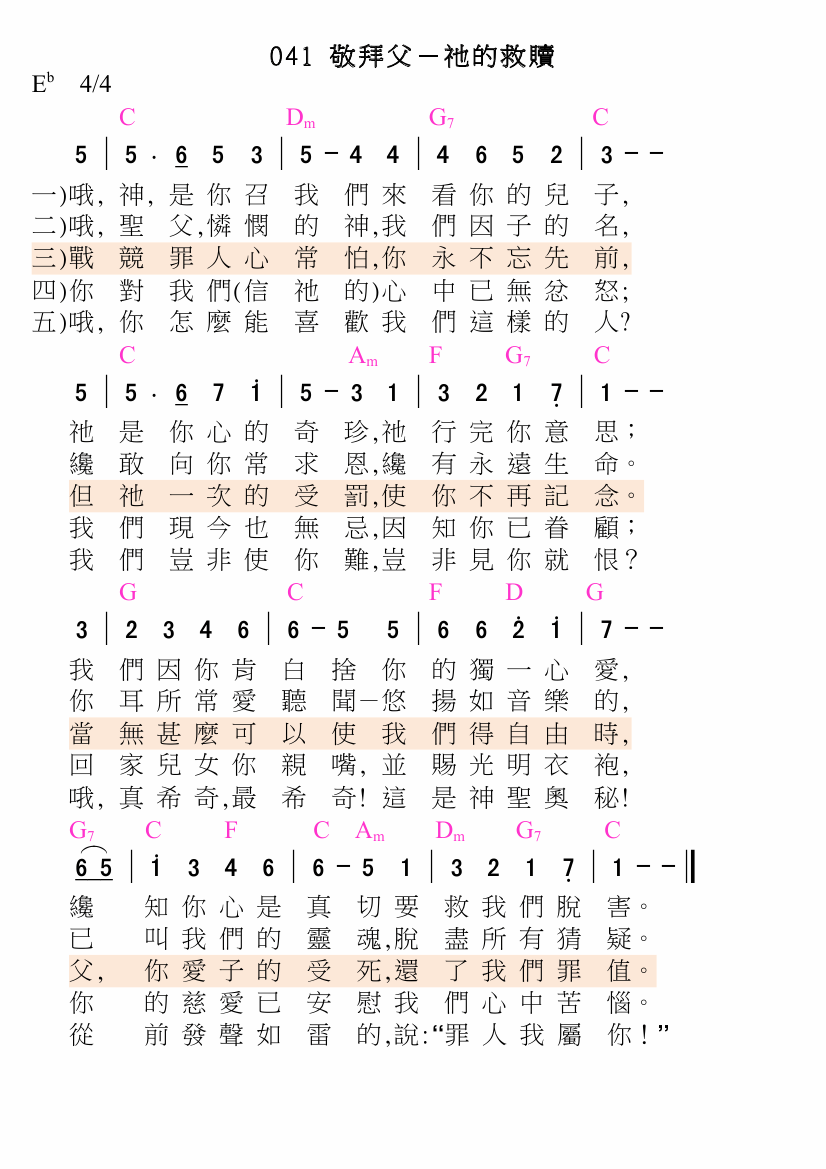 041 敬拜父－祂的救贖
E♭ 4/4
C Dm G7 C
5 | 5 · 6 5 3 | 5 - 4 4 | 4 6 5 2 | 3 - -
一)哦, 神, 是你召 我 們來 看你的兒 子,
二)哦, 聖 父,憐憫 的 神,我 們因子的 名,
三)戰 競 罪人心 常 怕,你 永不忘先 前,
四)你 對 我們(信 祂 的)心 中已無忿 怒;
五)哦, 你 怎麼能 喜 歡我 們這樣的 人?
C Am F G7 C
5 | 5 · 6 7 i | 5 - 3 1 | 3 2 1 7̣ | 1 - -
祂 是 你心的 奇 珍,祂 行完你意 思；
纔 敢 向你常 求 恩,纔 有永遠生 命。
但 祂 一次的 受 罰,使 你不再記 念。
我 們 現今也 無 忌,因 知你已眷 顧；
我 們 豈非使 你 難,豈 非見你就 恨？
G C F D G
3 | 2 3 4 6 | 6 - 5 5 | 6 6 2̇ i | 7 - -
我 們因你肯 白 捨 你 的獨一心 愛,
你 耳所常愛 聽 聞－悠 揚如音樂 的,
當 無甚麼可 以 使 我 們得自由 時,
回 家兒女你 親 嘴, 並 賜光明衣 袍,
哦, 真希奇,最 希 奇! 這 是神聖奧 秘!
G7 C F C Am Dm G7 C
6 5 | i 3 4 6 | 6 - 5 1 | 3 2 1 7̣ | 1 - - ‖
纔 知你心是 真 切要 救我們脫 害。
已 叫我們的 靈 魂,脫 盡所有猜 疑。
父, 你愛子的 受 死,還 了我們罪 值。
你 的慈愛已 安 慰我 們心中苦 惱。
從 前發聲如 雷 的,說:“罪人我屬 你！”